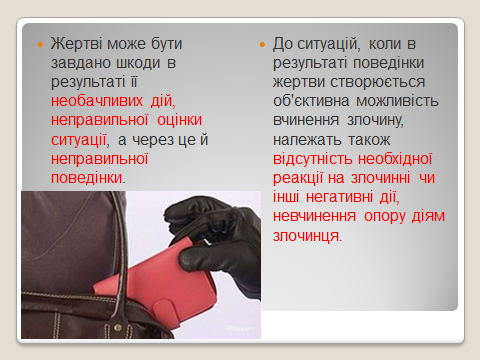 Жертві може бути
завдано шкоди в
результаті її
необачливих дій,
неправильної оцінки
ситуації, а через це й
неправильної
поведінки.
До ситуацій, коли в
результаті поведінки
жертви створюється
об'єктивна можливість
вчинення злочину,
належать також
відсутність необхідної
реакції на злочинні чи
інші негативні дії,
невчинення опору діям
злочинця.